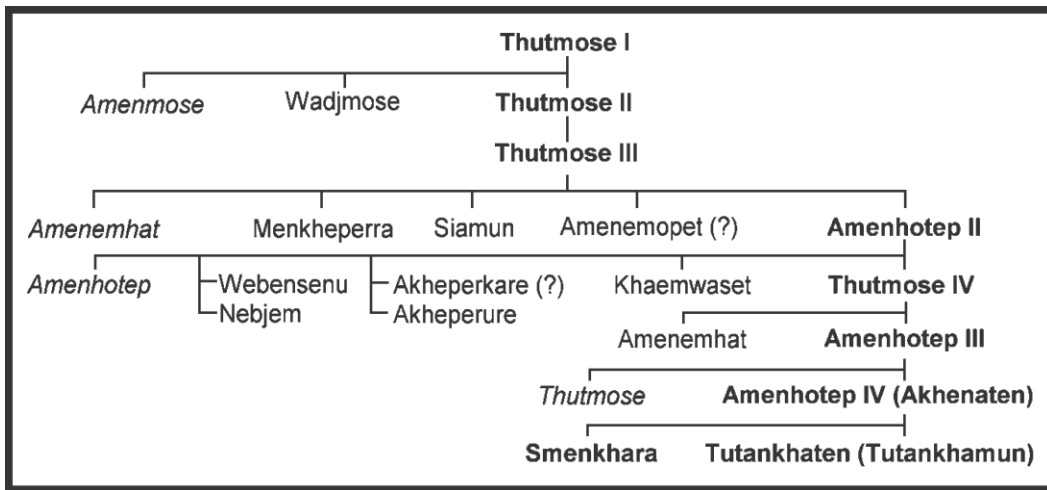 Thutmose I
Amenmose Wadjmose Thutmose II
Thutmose III
Amenemhat Menkheperra Siamun Amenemopet (?) Amenhotep II
Amenhotep Webensenu Akheperkare (?) Khaemwaset Thutmose IV
Nebjem Akheperure
Amenemhat Amenhotep III
Thutmose Amenhotep IV (Akhenaten)
Smenkhara Tutankhaten (Tutankhamun)